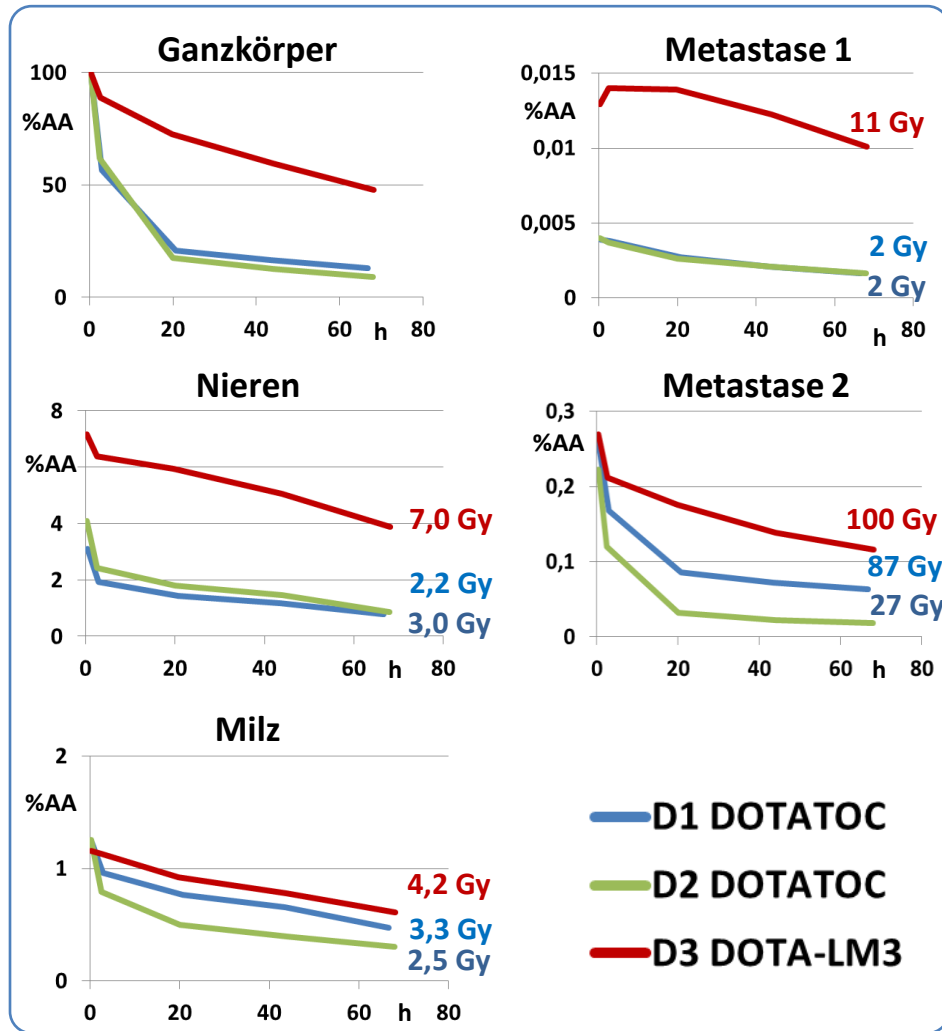 Ganzkörper
100
%AA
50
0
0 20 40 60 h 80
Metastase 1
0,015
%AA
0,01
0,005
0
11 Gy
2 Gy
2 Gy
0 20 40 60 h 80
Nieren
8
%AA
4
2
0
7,0 Gy
2,2 Gy
3,0 Gy
0 20 40 h 60 80
Metastase 2
0,3
%AA
0,2
0,1
0
100 Gy
87 Gy
27 Gy
0 20 40 60 h 80
Milz
2
%AA
1
0
4,2 Gy
3,3 Gy
2,5 Gy
0 20 40 60 h 80
D1 DOTATOC
D2 DOTATOC
D3 DOTA-LM3